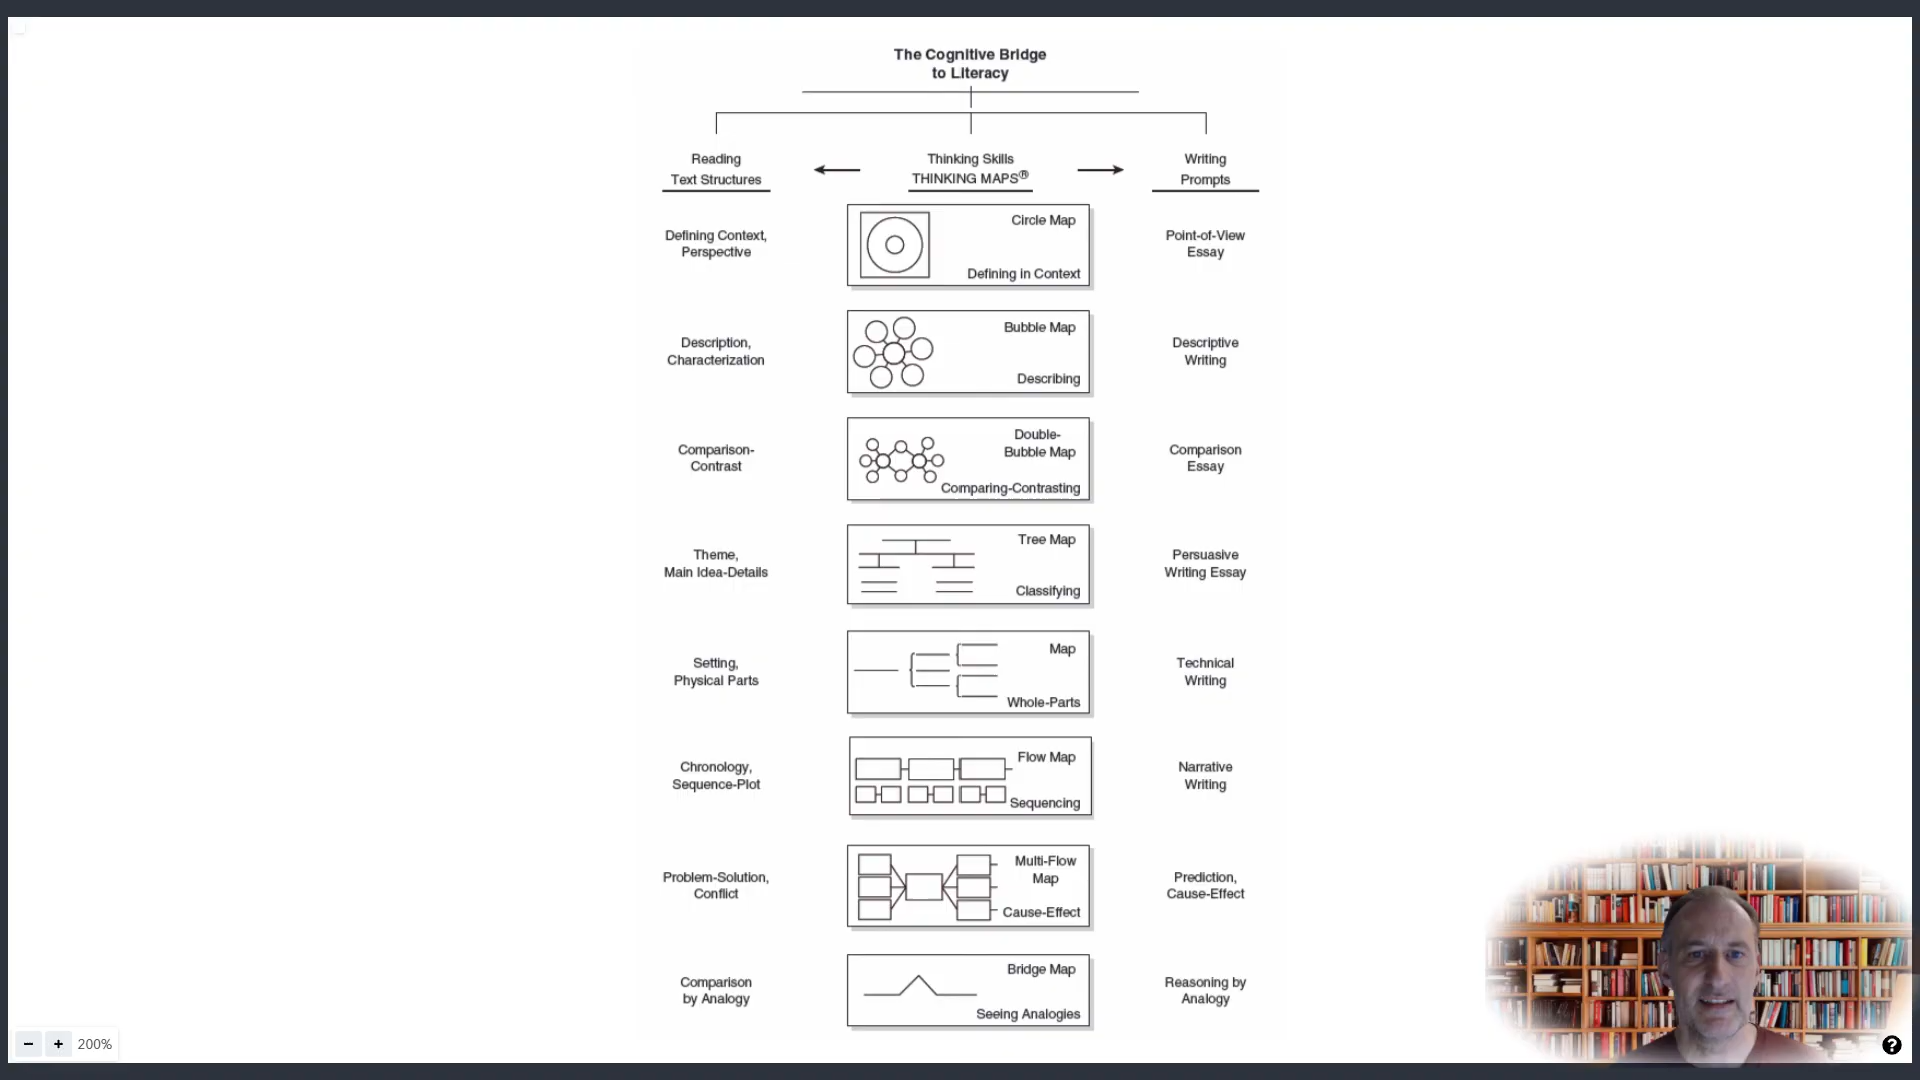 The Cognitive Bridge
to Literacy
Reading
Text Structures
Thinking Skills
THINKING MAPS®
Writing
Prompts
Defining Context,
Perspective
Circle Map
Defining in Context
Point-of-View
Essay
Description,
Characterization
Bubble Map
Describing
Descriptive
Writing
Comparison-
Contrast
Double-
Bubble Map
Comparing-Contrasting
Comparison
Essay
Theme,
Main Idea-Details
Tree Map
Classifying
Persuasive
Writing Essay
Setting,
Physical Parts
Map
Whole-Parts
Technical
Writing
Chronology,
Sequence-Plot
Flow Map
Sequencing
Narrative
Writing
Problem-Solution,
Conflict
Multi-Flow
Map
Cause-Effect
Prediction,
Cause-Effect
Comparison
by Analogy
Bridge Map
Seeing Analogies
Reasoning by
Analogy
− + 200%
?